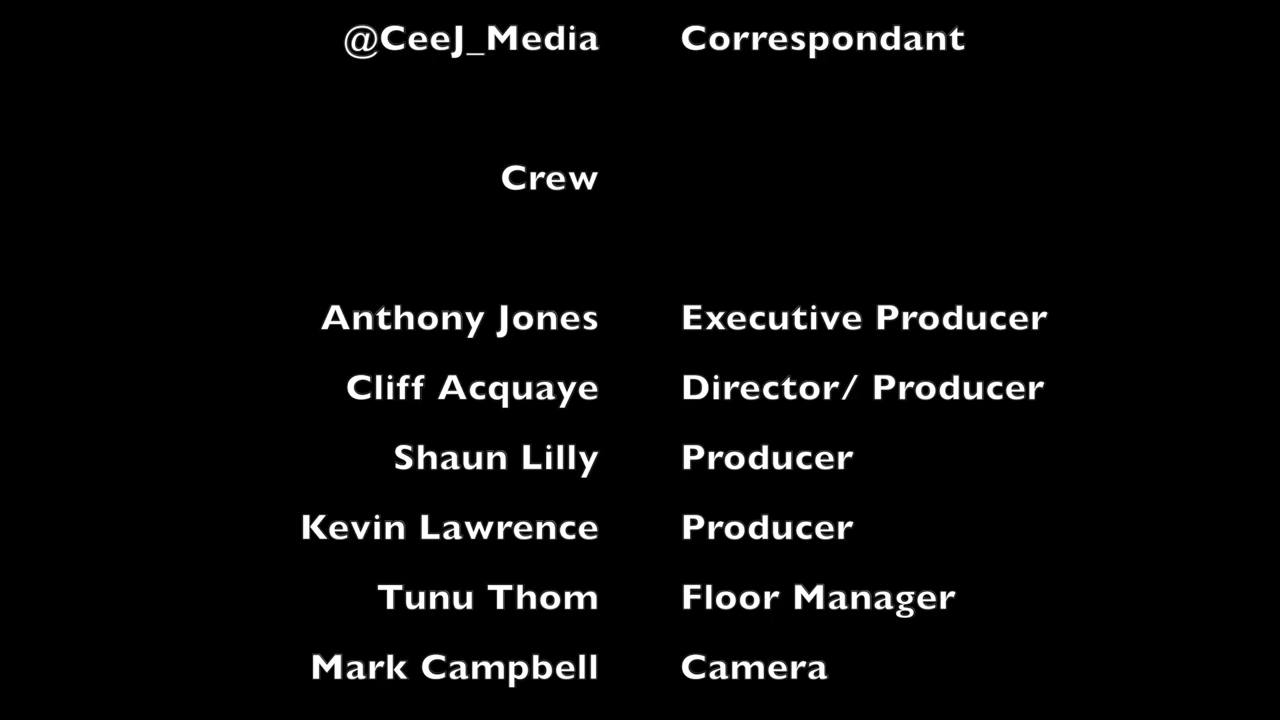 @CeeJ_Media Correspondant
Crew
Anthony Jones Executive Producer
Cliff Acquaye Director/ Producer
Shaun Lilly Producer
Kevin Lawrence Producer
Tunu Thom Floor Manager
Mark Campbell Camera